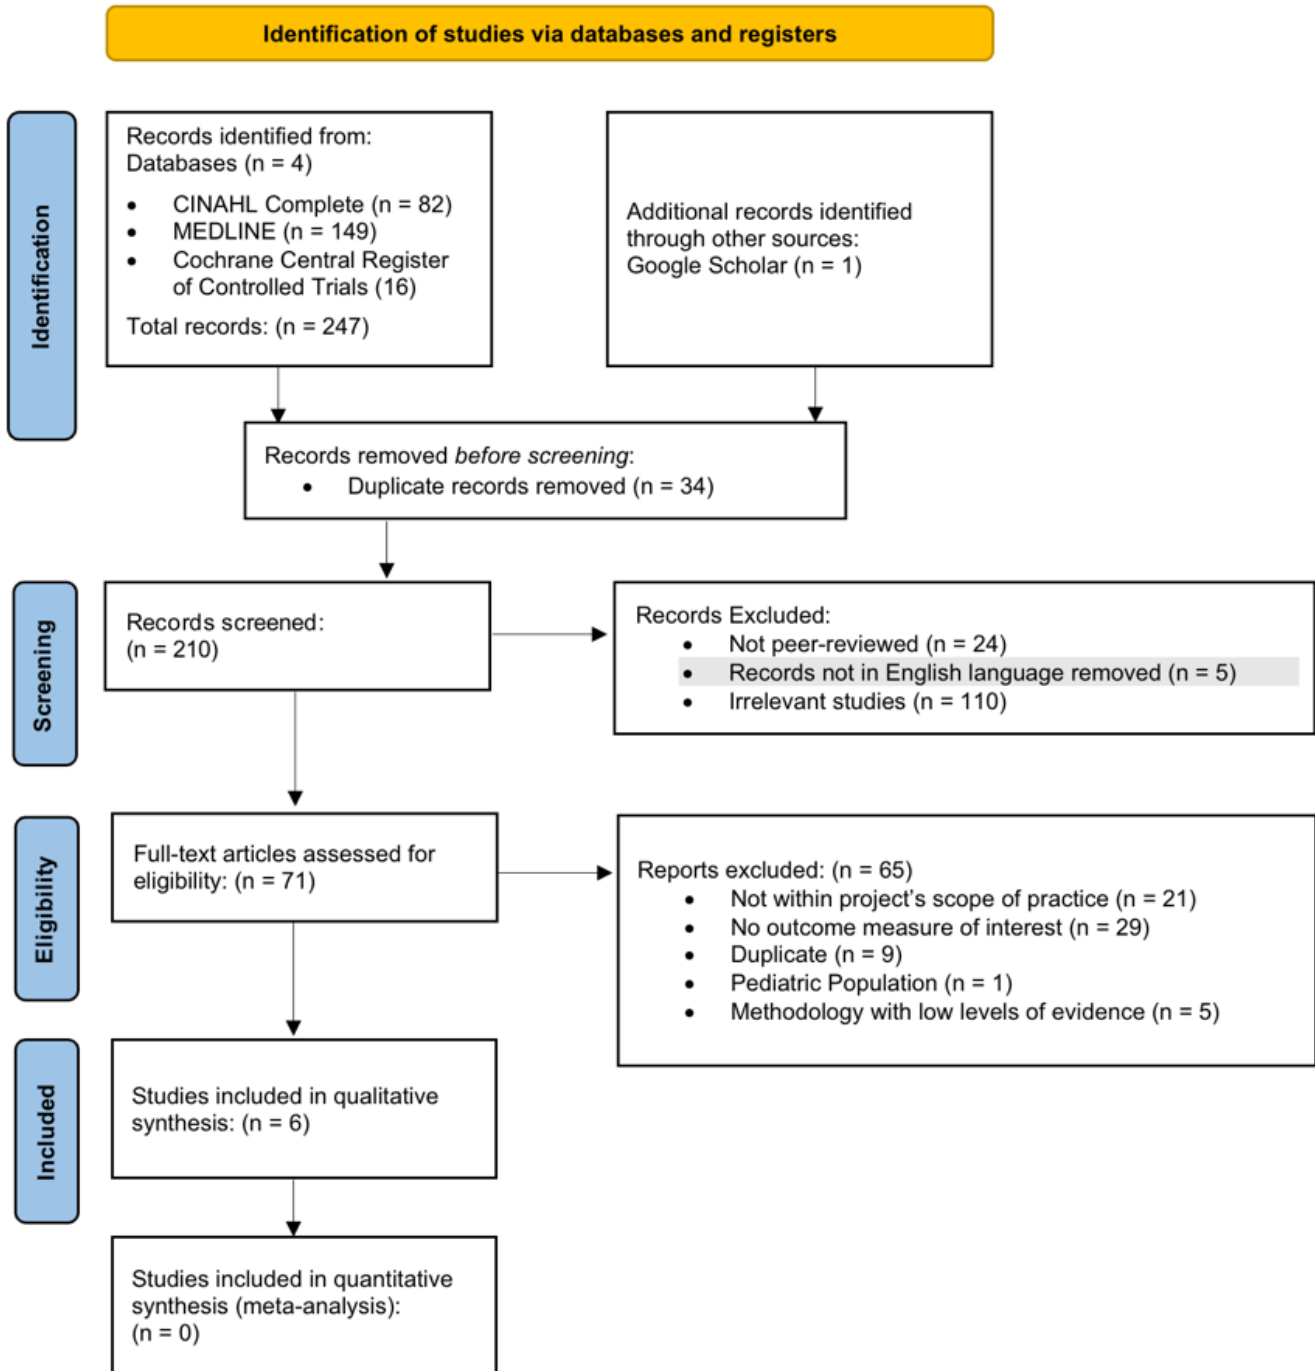 Identification of studies via databases and registers
Identification
Records identified from:
Databases (n = 4)
• CINAHL Complete (n = 82)
• MEDLINE (n = 149)
• Cochrane Central Register
of Controlled Trials (16)
Total records: (n = 247)
Additional records identified
through other sources:
Google Scholar (n = 1)
Records removed before screening:
• Duplicate records removed (n = 34)
Screening
Records screened:
(n = 210)
Records Excluded:
• Not peer-reviewed (n = 24)
• Records not in English language removed (n = 5)
• Irrelevant studies (n = 110)
Eligibility
Full-text articles assessed for
eligibility: (n = 71)
Reports excluded: (n = 65)
• Not within project’s scope of practice (n = 21)
• No outcome measure of interest (n = 29)
• Duplicate (n = 9)
• Pediatric Population (n = 1)
• Methodology with low levels of evidence (n = 5)
Included
Studies included in qualitative
synthesis: (n = 6)
Studies included in quantitative
synthesis (meta-analysis):
(n = 0)